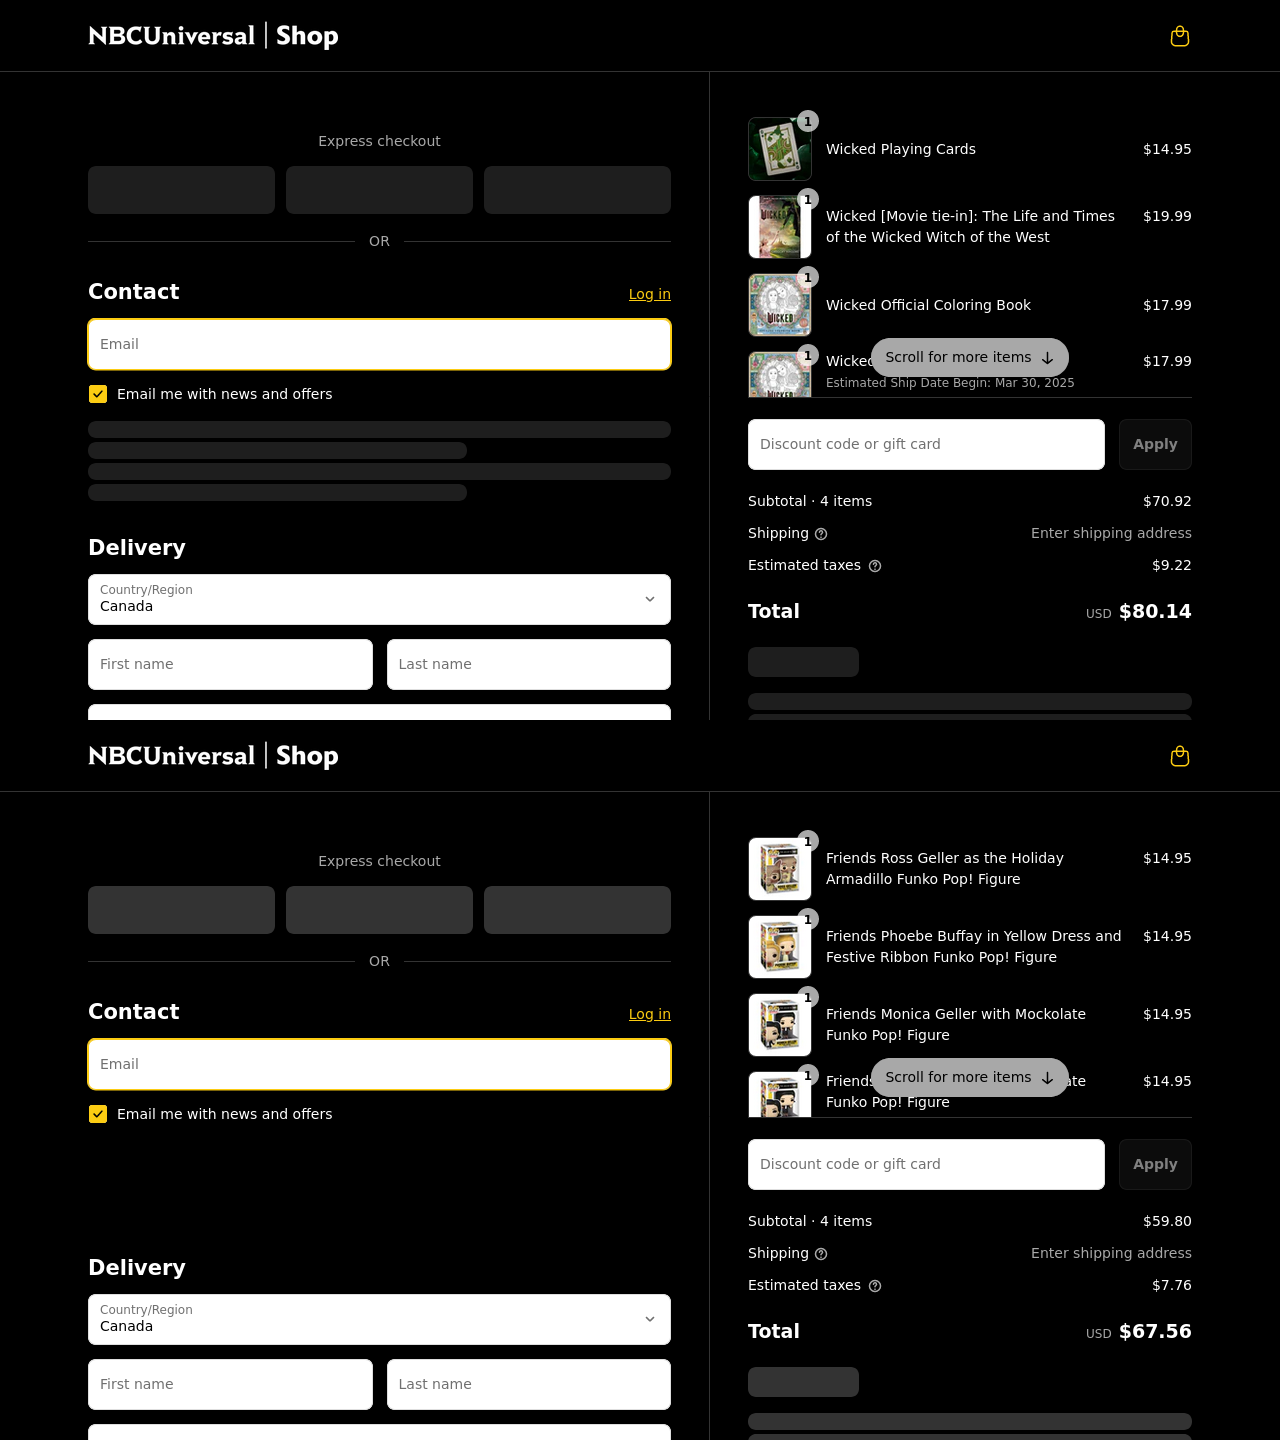 NBCUniversal | Shop
Express checkout
OR
Contact
Log in
Email
Email me with news and offers
Delivery
Country/Region
Canada
First name
Last name
1
Wicked Playing Cards
$14.95
1
Wicked [Movie tie-in]: The Life and Times
of the Wicked Witch of the West
$19.99
1
Wicked Official Coloring Book
$17.99
1
Wicked
$17.99
Scroll for more items
Estimated Ship Date Begin: Mar 30, 2025
Discount code or gift card
Apply
Subtotal · 4 items
$70.92
Shipping
Enter shipping address
Estimated taxes
$9.22
Total
USD $80.14
NBCUniversal | Shop
Express checkout
OR
Contact
Log in
Email
Email me with news and offers
Delivery
Country/Region
Canada
First name
Last name
1
Friends Ross Geller as the Holiday
Armadillo Funko Pop! Figure
$14.95
1
Friends Phoebe Buffay in Yellow Dress and
Festive Ribbon Funko Pop! Figure
$14.95
1
Friends Monica Geller with Mockolate
Funko Pop! Figure
$14.95
1
Friends
$14.95
Scroll for more items
Funko Pop! Figure
Discount code or gift card
Apply
Subtotal · 4 items
$59.80
Shipping
Enter shipping address
Estimated taxes
$7.76
Total
USD $67.56